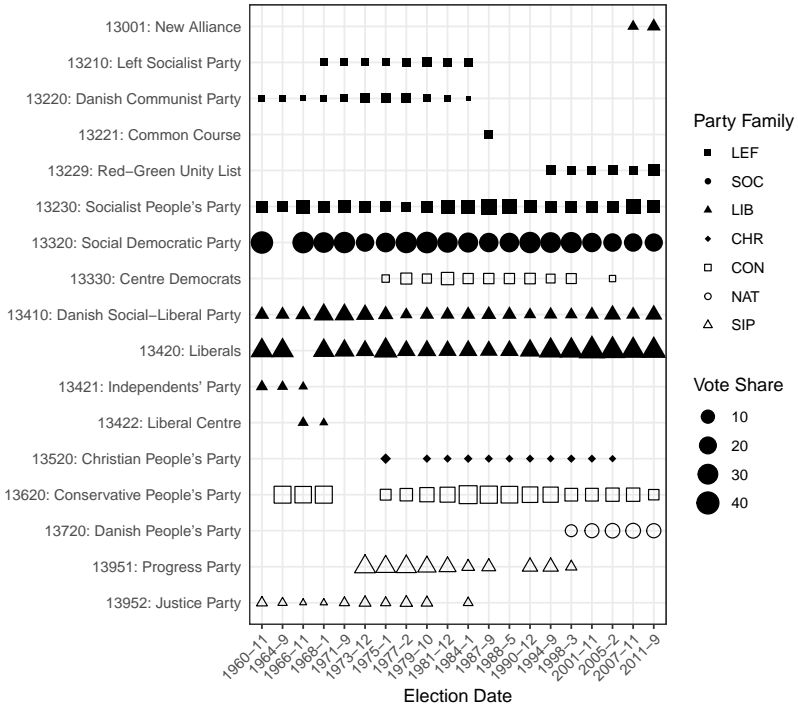 13001: New Alliance
13210: Left Socialist Party
13220: Danish Communist Party
13221: Common Course
13229: Red−Green Unity List
13230: Socialist People's Party
13320: Social Democratic Party
13330: Centre Democrats
13410: Danish Social−Liberal Party
13420: Liberals
13421: Independents' Party
13422: Liberal Centre
13520: Christian People's Party
13620: Conservative People's Party
13720: Danish People's Party
13951: Progress Party
13952: Justice Party
1960−11
1964−9
1966−11
1968−1
1971−9
1973−12
1975−1
1977−2
1979−10
1981−12
1984−1
1987−9
1988−5
1990−12
1994−9
1998−3
2001−11
2005−2
2007−11
2011−9
Election Date
Party Family
LEF
SOC
LIB
CHR
CON
NAT
SIP
Vote Share
10
20
30
40